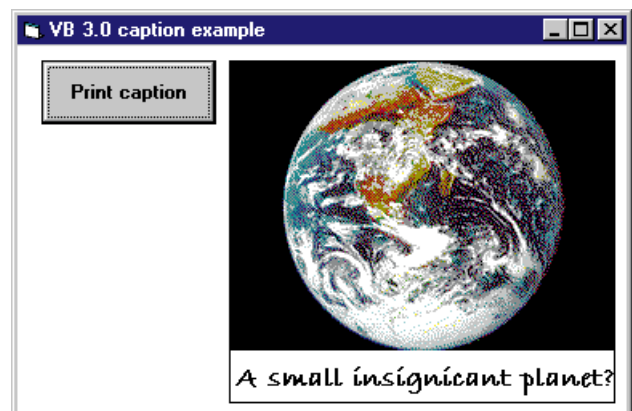 VB 3.0 caption example
Print caption
A small insignicant planet?